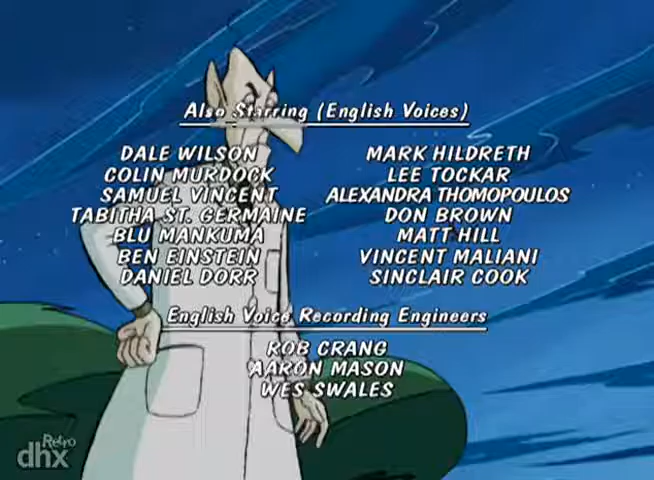 Also Starring (English Voices)
DALE WILSON MARK HILDRETH
COLIN MURDOCK LEE TOCKAR
SAMUEL VINCENT ALEXANDRA THOMOPOULOS
TABITHA ST. GERMAINE DON BROWN
BLU MANKUMA MATT HILL
BEN EINSTEIN VINCENT MALIANI
DANIEL DORR SINCLAIR COOK
English Voice Recording Engineers
ROB CRANG
AARON MASON
WES SWALES
Retro
dhx